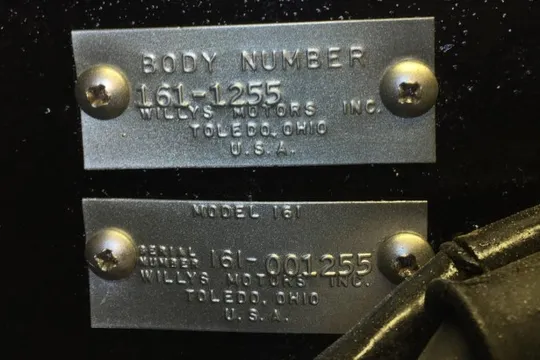 BODY NUMBER
161-1255
WILLYS MOTORS INC.
TOLEDO, OHIO
U.S.A.
MODEL 161
SERIAL NUMBER 161-001255
WILLYS MOTORS INC.
TOLEDO, OHIO
U.S.A.